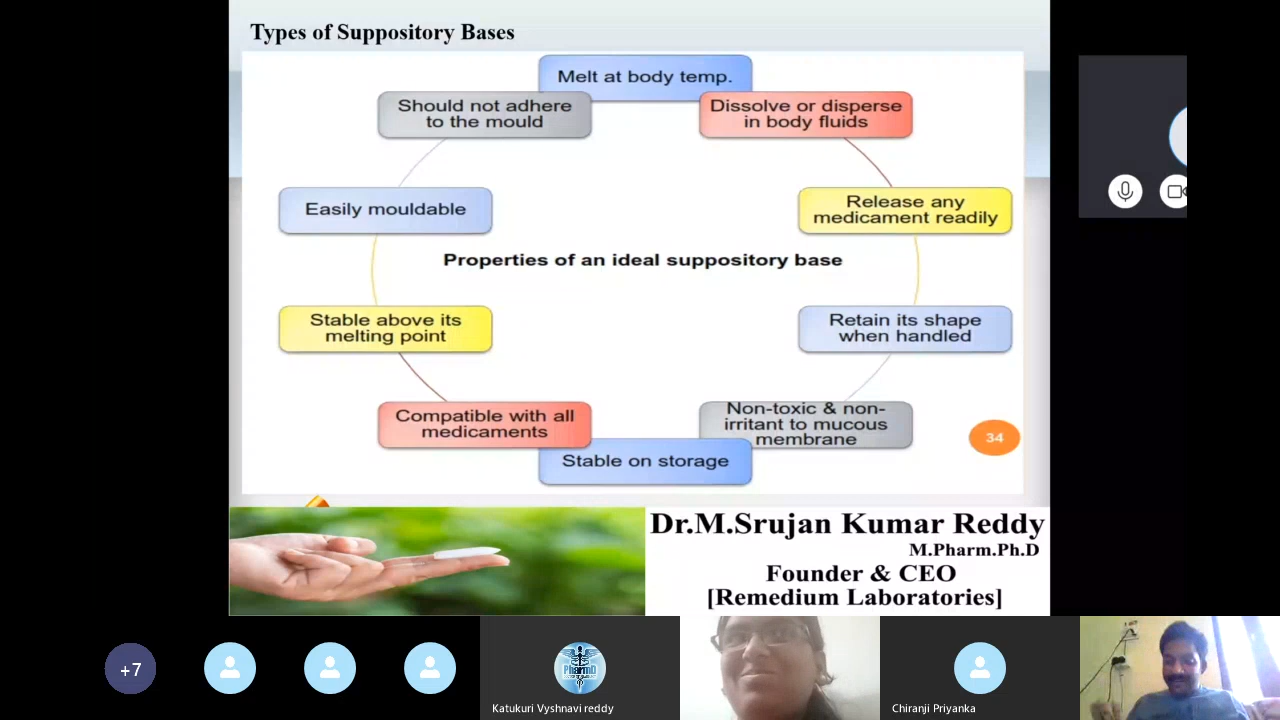 Types of Suppository Bases
Melt at body temp.
Should not adhere
to the mould
Dissolve or disperse
in body fluids
Easily mouldable
Release any
medicament readily
Properties of an ideal suppository base
Stable above its
melting point
Retain its shape
when handled
Compatible with all
medicaments
Non-toxic & non-
irritant to mucous
membrane
34
Stable on storage
Dr.M.Srujan Kumar Reddy
M.Pharm.Ph.D
Founder & CEO
[Remedium Laboratories]
+7
PharmD
Katukuri Vyshnavi reddy
Chiranji Priyanka